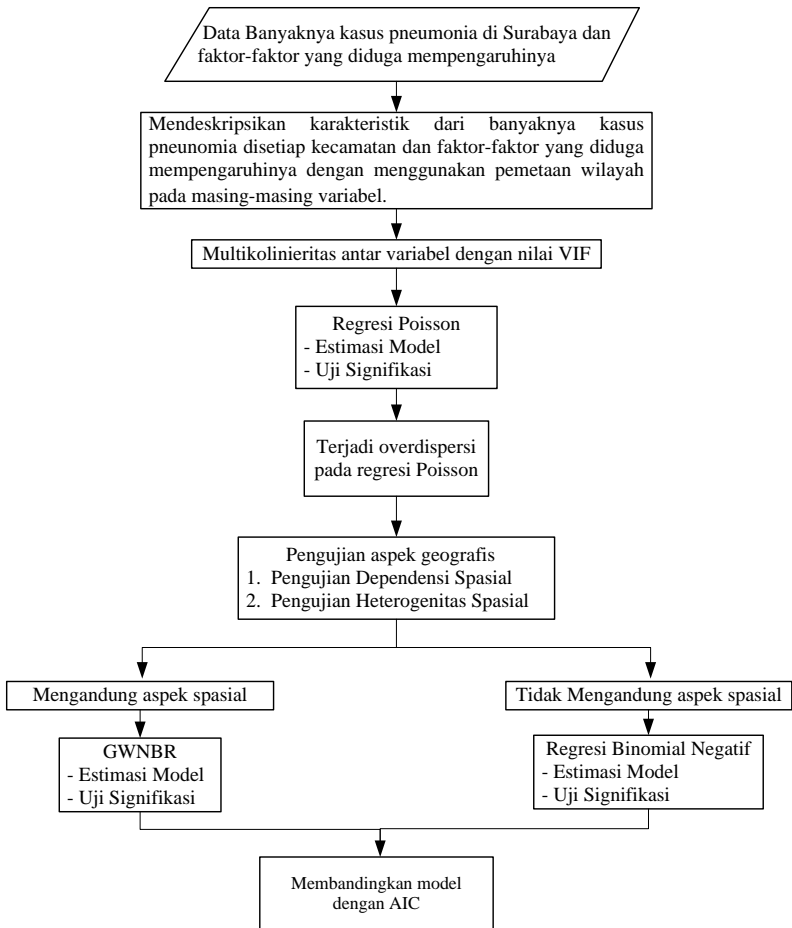 Data Banyaknya kasus pneumonia di Surabaya dan
faktor-faktor yang diduga mempengaruhinya
Mendeskripsikan karakteristik dari banyaknya kasus
pneunomia disetiap kecamatan dan faktor-faktor yang diduga
mempengaruhinya dengan menggunakan pemetaan wilayah
pada masing-masing variabel.
Multikolinieritas antar variabel dengan nilai VIF
Regresi Poisson
- Estimasi Model
- Uji Signifikasi
Terjadi overdispersi
pada regresi Poisson
Pengujian aspek geografis
1. Pengujian Dependensi Spasial
2. Pengujian Heterogenitas Spasial
Mengandung aspek spasial
Tidak Mengandung aspek spasial
GWNBR
- Estimasi Model
- Uji Signifikasi
Regresi Binomial Negatif
- Estimasi Model
- Uji Signifikasi
Membandingkan model
dengan AIC